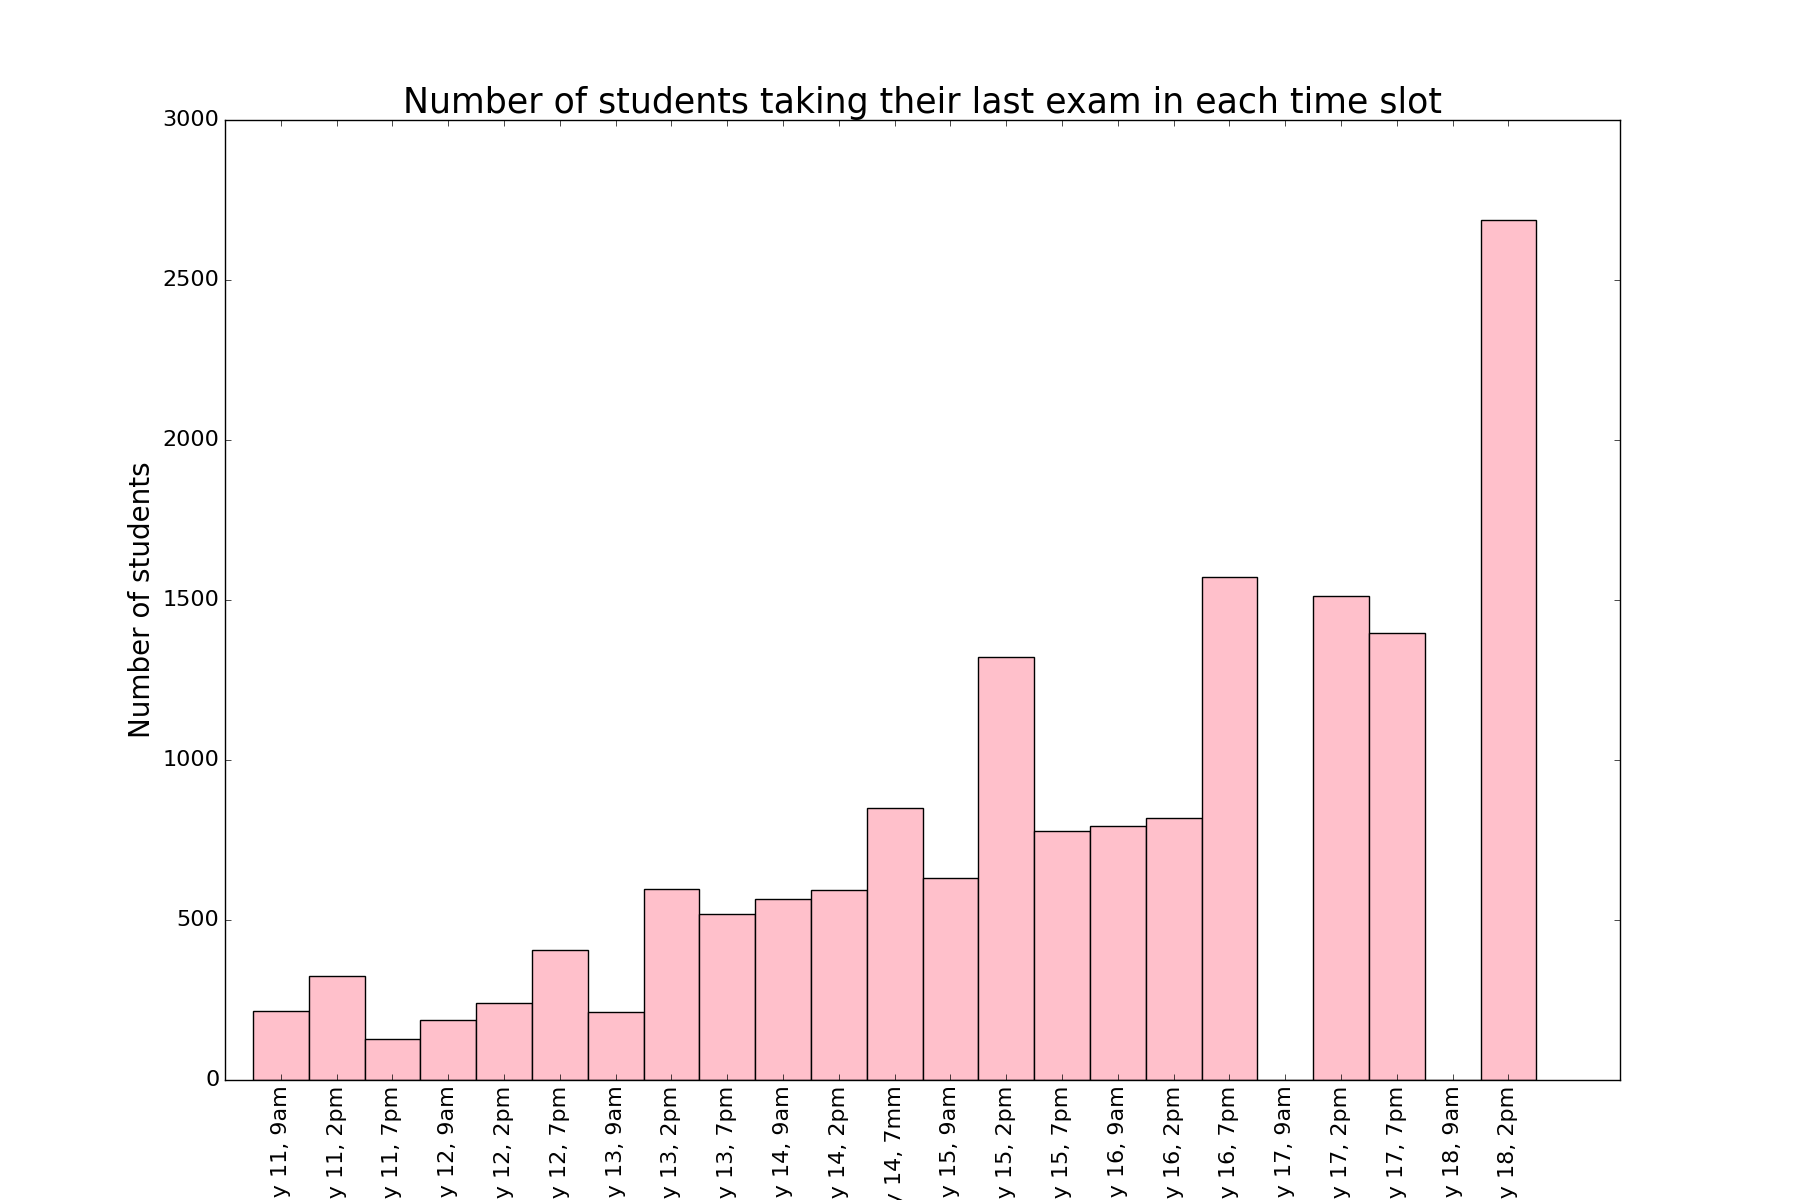 Number of students taking their last exam in each time slot
3000
2500
2000
1500
1000
500
0
Number of students
y 11, 9am
y 11, 2pm
y 11, 7pm
y 12, 9am
y 12, 2pm
y 12, 7pm
y 13, 9am
y 13, 2pm
y 13, 7pm
y 14, 9am
y 14, 2pm
y 14, 7mm
y 15, 9am
y 15, 2pm
y 15, 7pm
y 16, 9am
y 16, 2pm
y 16, 7pm
y 17, 9am
y 17, 2pm
y 17, 7pm
y 18, 9am
y 18, 2pm